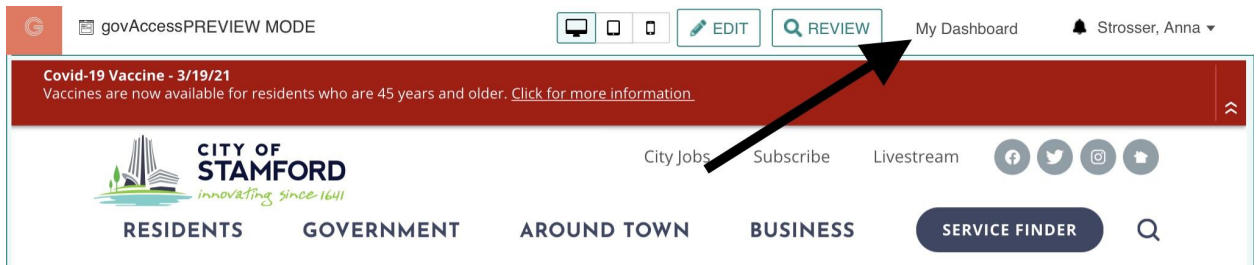 G govAccessPREVIEW MODE EDIT REVIEW My Dashboard Strosser, Anna
Covid-19 Vaccine - 3/19/21
Vaccines are now available for residents who are 45 years and older. Click for more information
City Jobs Subscribe Livestream
CITY OF
STAMFORD
innovating since 1641
RESIDENTS GOVERNMENT AROUND TOWN BUSINESS SERVICE FINDER